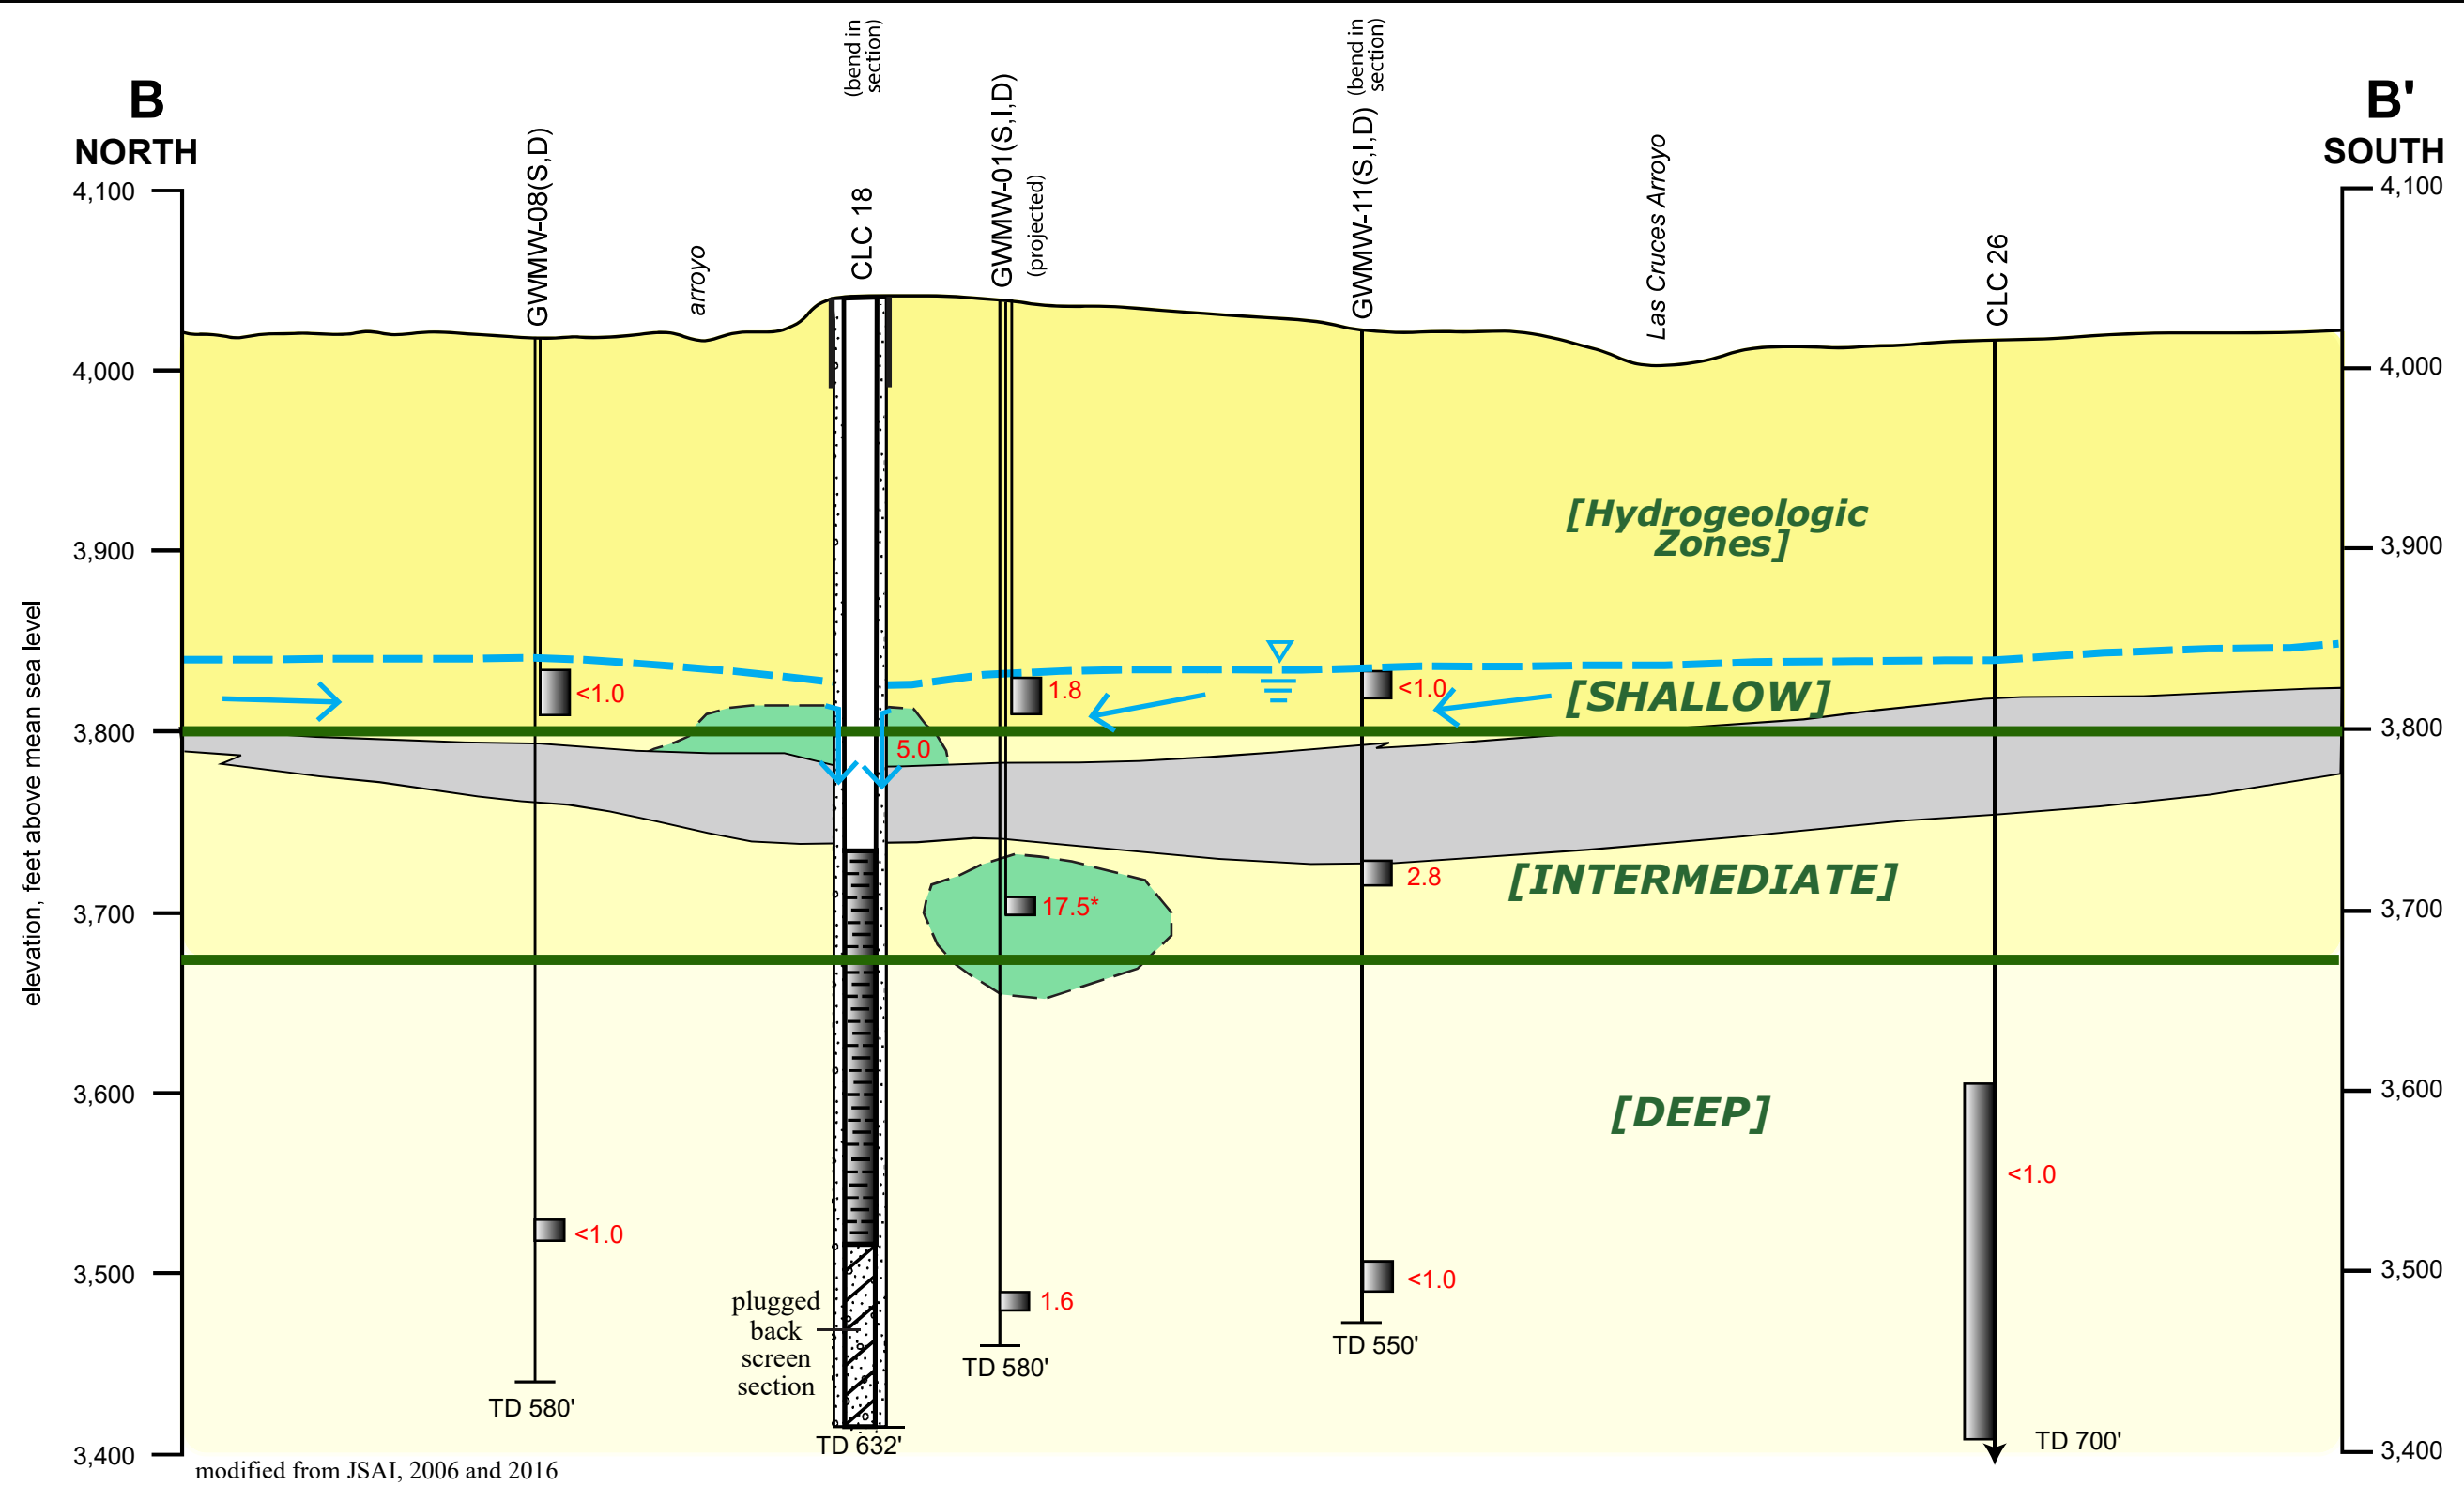 B
NORTH
B'
SOUTH
GWMW-08(S,D)
arroyo
CLC 18
(bend in
section)
GWMW-01(S,I,D)
(projected)
GWMW-11(S,I,D)
(bend in
section)
Las Cruces Arroyo
CLC 26
elevation, feet above mean sea level
4,100
4,000
3,900
3,800
3,700
3,600
3,500
3,400
4,100
4,000
3,900
3,800
3,700
3,600
3,500
3,400
[Hydrogeologic
Zones]
<1.0
1.8
<1.0
[SHALLOW]
5.0
17.5*
2.8
[INTERMEDIATE]
[DEEP]
<1.0
<1.0
1.6
<1.0
plugged
back
screen
section
TD 580'
TD 632'
TD 580'
TD 550'
TD 700'
modified from JSAI, 2006 and 2016